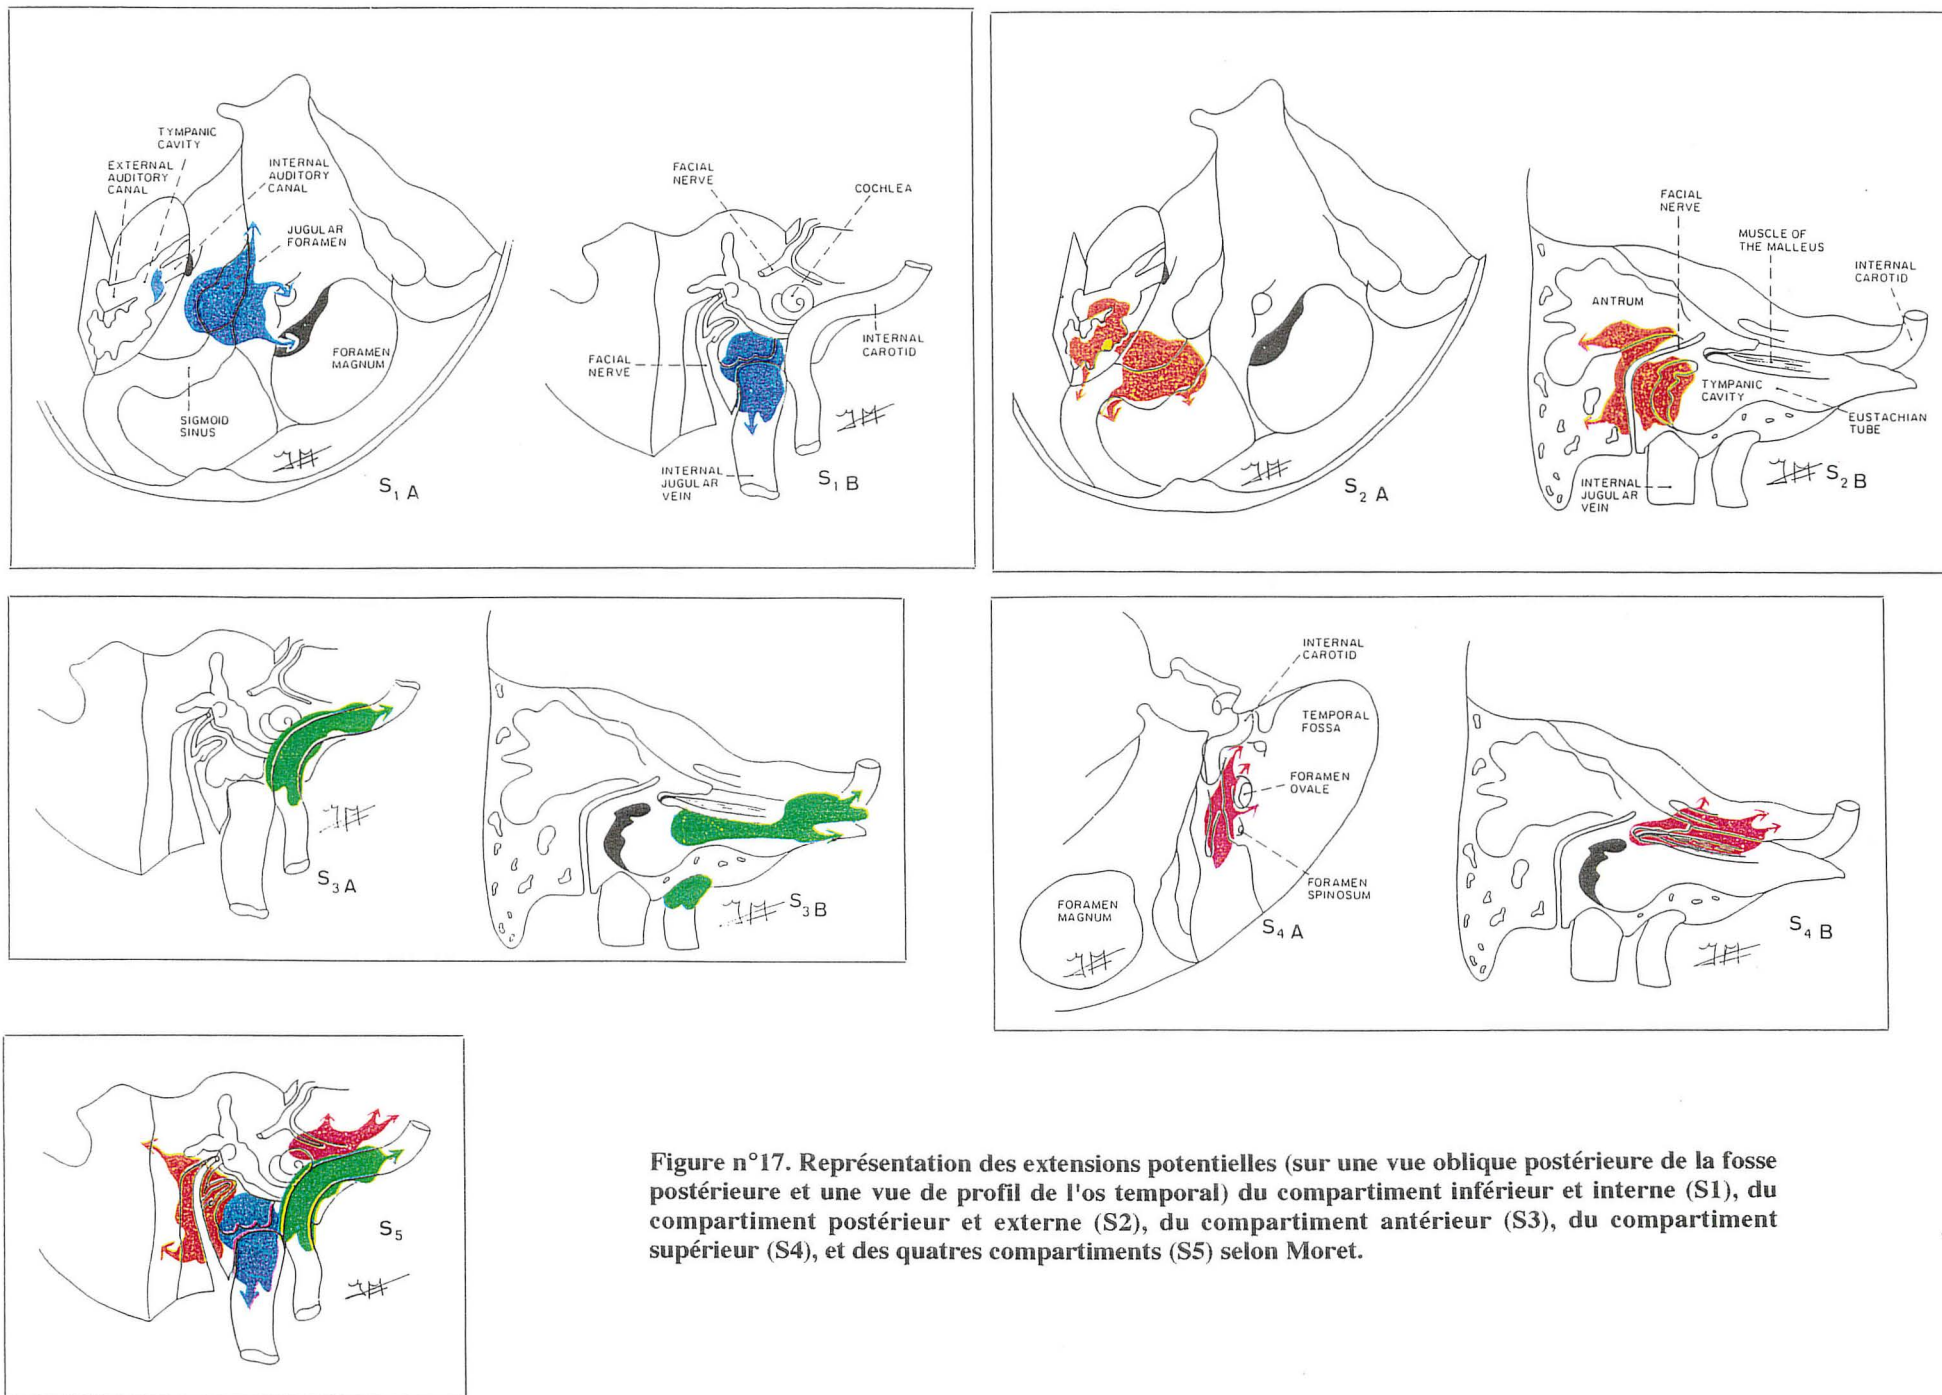 TYMPANIC
CAVITY
EXTERNAL
AUDITORY
CANAL
INTERNAL
AUDITORY
CANAL
JUGULAR
FORAMEN
FORAMEN
MAGNUM
SIGMOID
SINUS
S1 A
FACIAL
NERVE
COCHLEA
INTERNAL
CAROTID
FACIAL
NERVE
INTERNAL
JUGULAR
VEIN
S1 B
S2 A
FACIAL
NERVE
MUSCLE OF
THE MALLEUS
INTERNAL
CAROTID
ANTRUM
TYMPANIC
CAVITY
EUSTACHIAN
TUBE
INTERNAL
JUGULAR
VEIN
S2 B
S3 A
S3 B
INTERNAL
CAROTID
TEMPORAL
FOSSA
FORAMEN
OVALE
FORAMEN
SPINOSUM
FORAMEN
MAGNUM
S4 A
S4 B
S5
Figure n°17. Représentation des extensions potentielles (sur une vue oblique postérieure de la fosse
postérieure et une vue de profil de l'os temporal) du compartiment inférieur et interne (S1), du
compartiment postérieur et externe (S2), du compartiment antérieur (S3), du compartiment
supérieur (S4), et des quatres compartiments (S5) selon Moret.